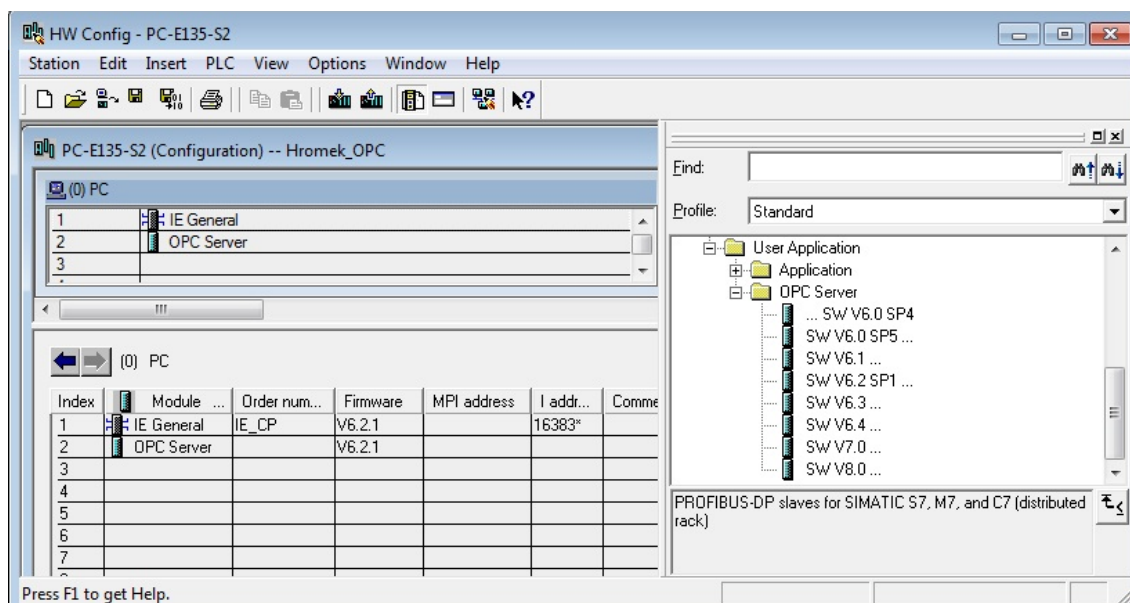 HW Config - PC-E135-S2
Station Edit Insert PLC View Options Window Help
PC-E135-S2 (Configuration) -- Hromek_OPC
(0) PC
1 IE General
2 OPC Server
3
Find:
Profile: Standard
User Application
Application
OPC Server
... SW V6.0 SP4
SW V6.0 SP5 ...
SW V6.1 ...
SW V6.2 SP1 ...
SW V6.3 ...
SW V6.4 ...
SW V7.0 ...
SW V8.0 ...
PROFIBUS-DP slaves for SIMATIC S7, M7, and C7 (distributed
rack)
(0) PC
Index Module ... Order num... Firmware MPI address I addr... Comme
1 IE General IE_CP V6.2.1 16383*
2 OPC Server V6.2.1
3
4
5
6
7
Press F1 to get Help.